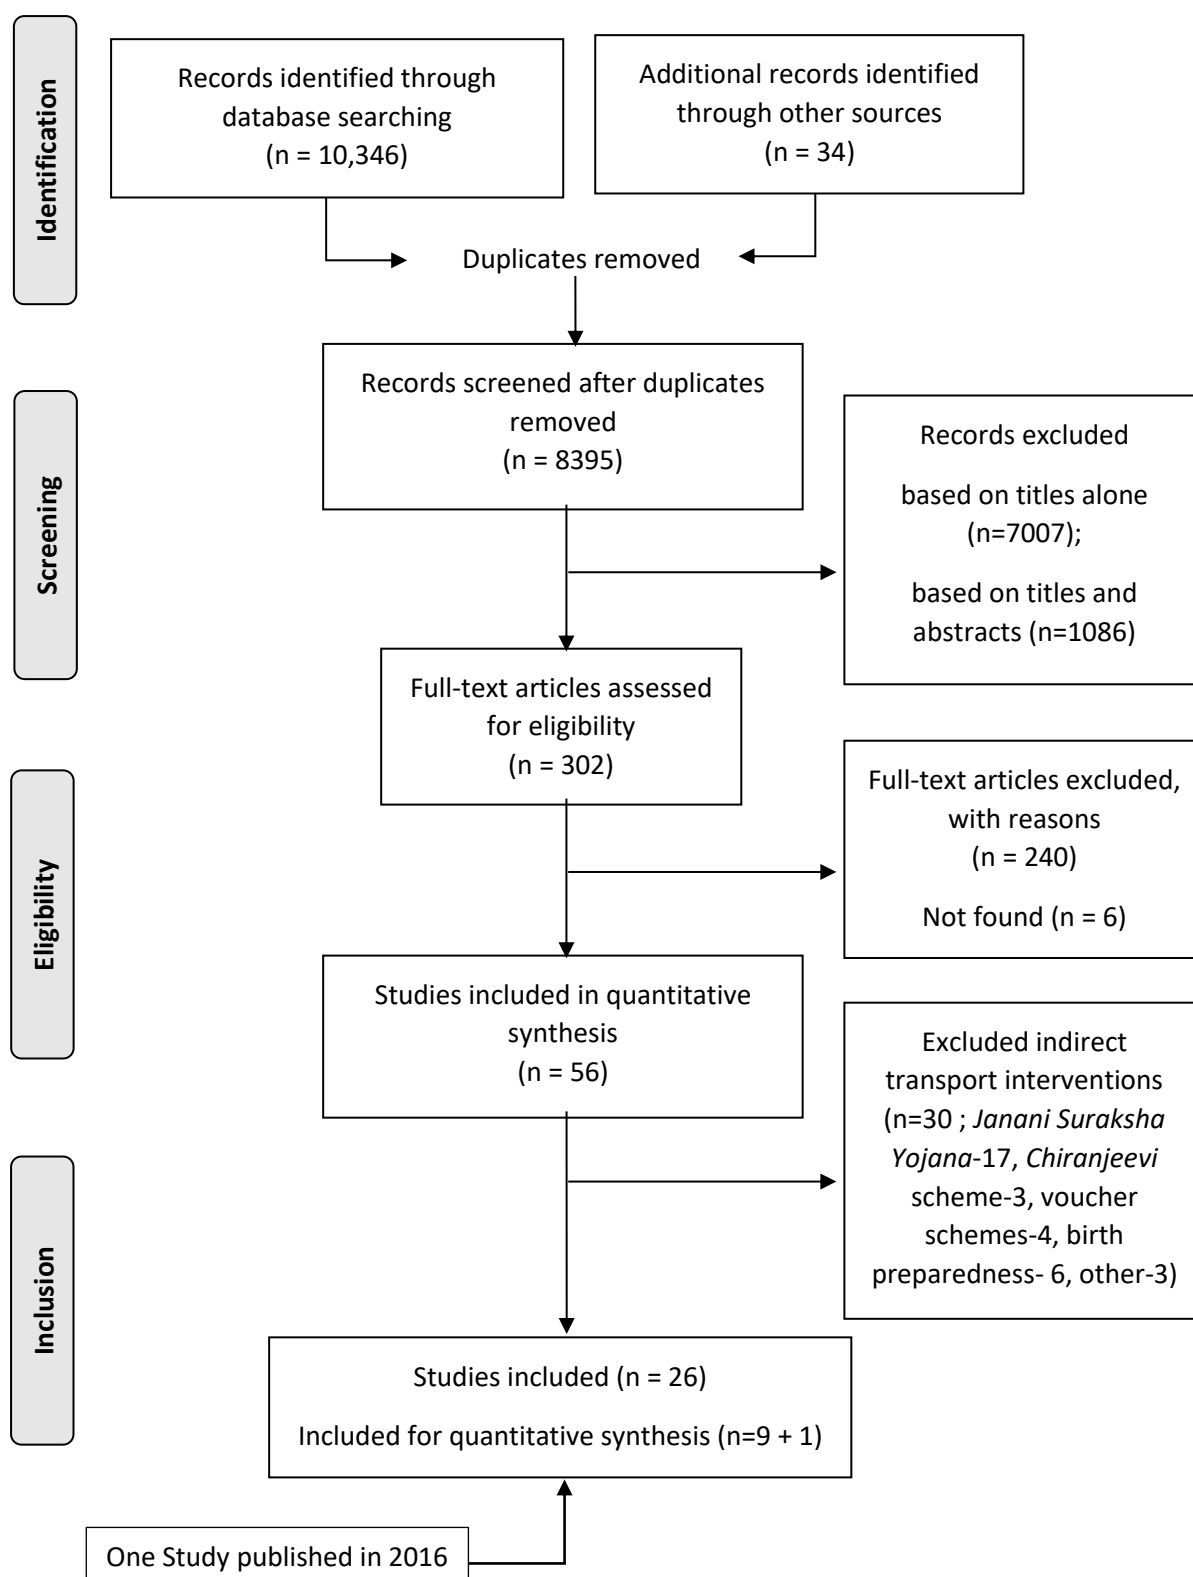 Identification
Records identified through
database searching
(n = 10,346)
Additional records identified
through other sources
(n = 34)
Duplicates removed
Screening
Records screened after duplicates
removed
(n = 8395)
Records excluded
based on titles alone
(n=7007);
based on titles and
abstracts (n=1086)
Full-text articles assessed
for eligibility
(n = 302)
Eligibility
Full-text articles excluded,
with reasons
(n = 240)
Not found (n = 6)
Studies included in quantitative
synthesis
(n = 56)
Excluded indirect
transport interventions
(n=30 ; Janani Suraksha
Yojana-17, Chiranjeevi
scheme-3, voucher
schemes-4, birth
preparedness- 6, other-3)
Inclusion
Studies included (n = 26)
Included for quantitative synthesis (n=9 + 1)
One Study published in 2016